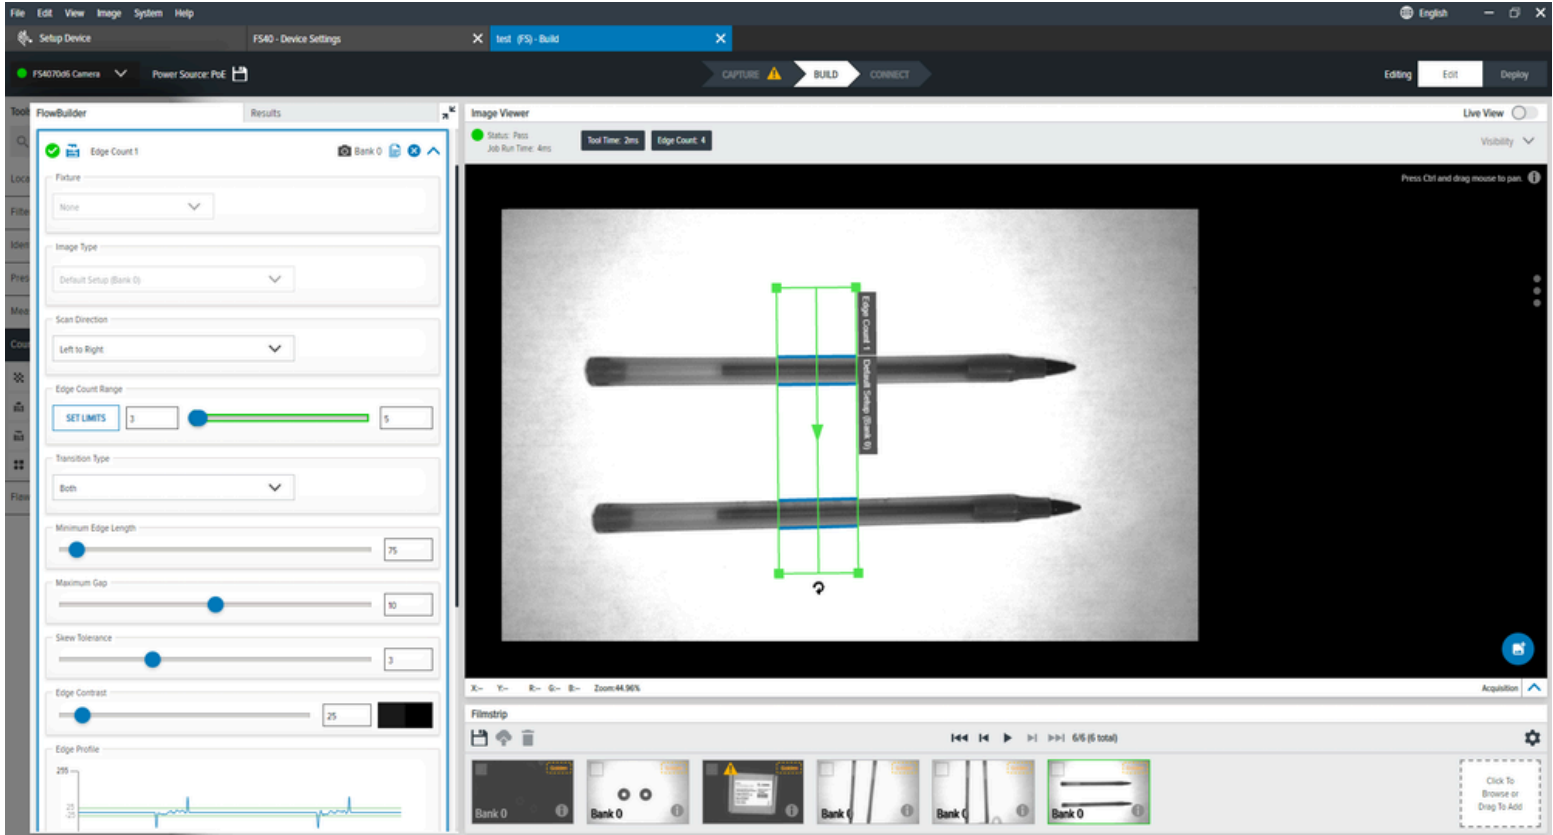 File Edit View Image System Help
English
Setup Device
FS40 - Device Settings
test (FS) - Build
FS4070d6 Camera
Power Source: PoE
CAPTURE
BUILD
CONNECT
Editing
Edit
Deploy
FlowBuilder
Results
Image Viewer
Live View
Edge Count 1
Bank 0
Status: Pass
Job Run Time: 4ms
Tool Time: 2ms
Edge Count: 4
Visibility
Press Ctrl and drag mouse to pan.
Fixture
None
Image Type
Default Setup (Bank 0)
Scan Direction
Left to Right
Edge Count Range
SET LIMITS
3
5
Transition Type
Both
Minimum Edge Length
75
Maximum Gap
10
Skew Tolerance
3
Edge Contrast
25
Edge Profile
255
25
Edge Count 1
Default Setup (Bank 0)
X:-- Y:-- R:-- G:-- B:-- Zoom:44.96%
Acquisition
Filmstrip
6/6 (6 total)
Bank 0
Bank 0
Bank 0
Bank 0
Bank 0
Click To
Browse or
Drag To Add